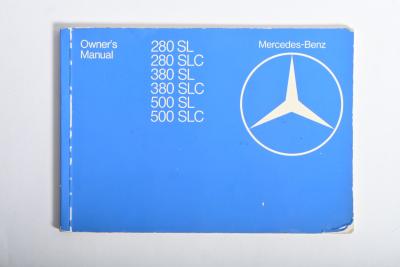 Owner's
Manual
280 SL
280 SLC
380 SL
380 SLC
500 SL
500 SLC
Mercedes-Benz